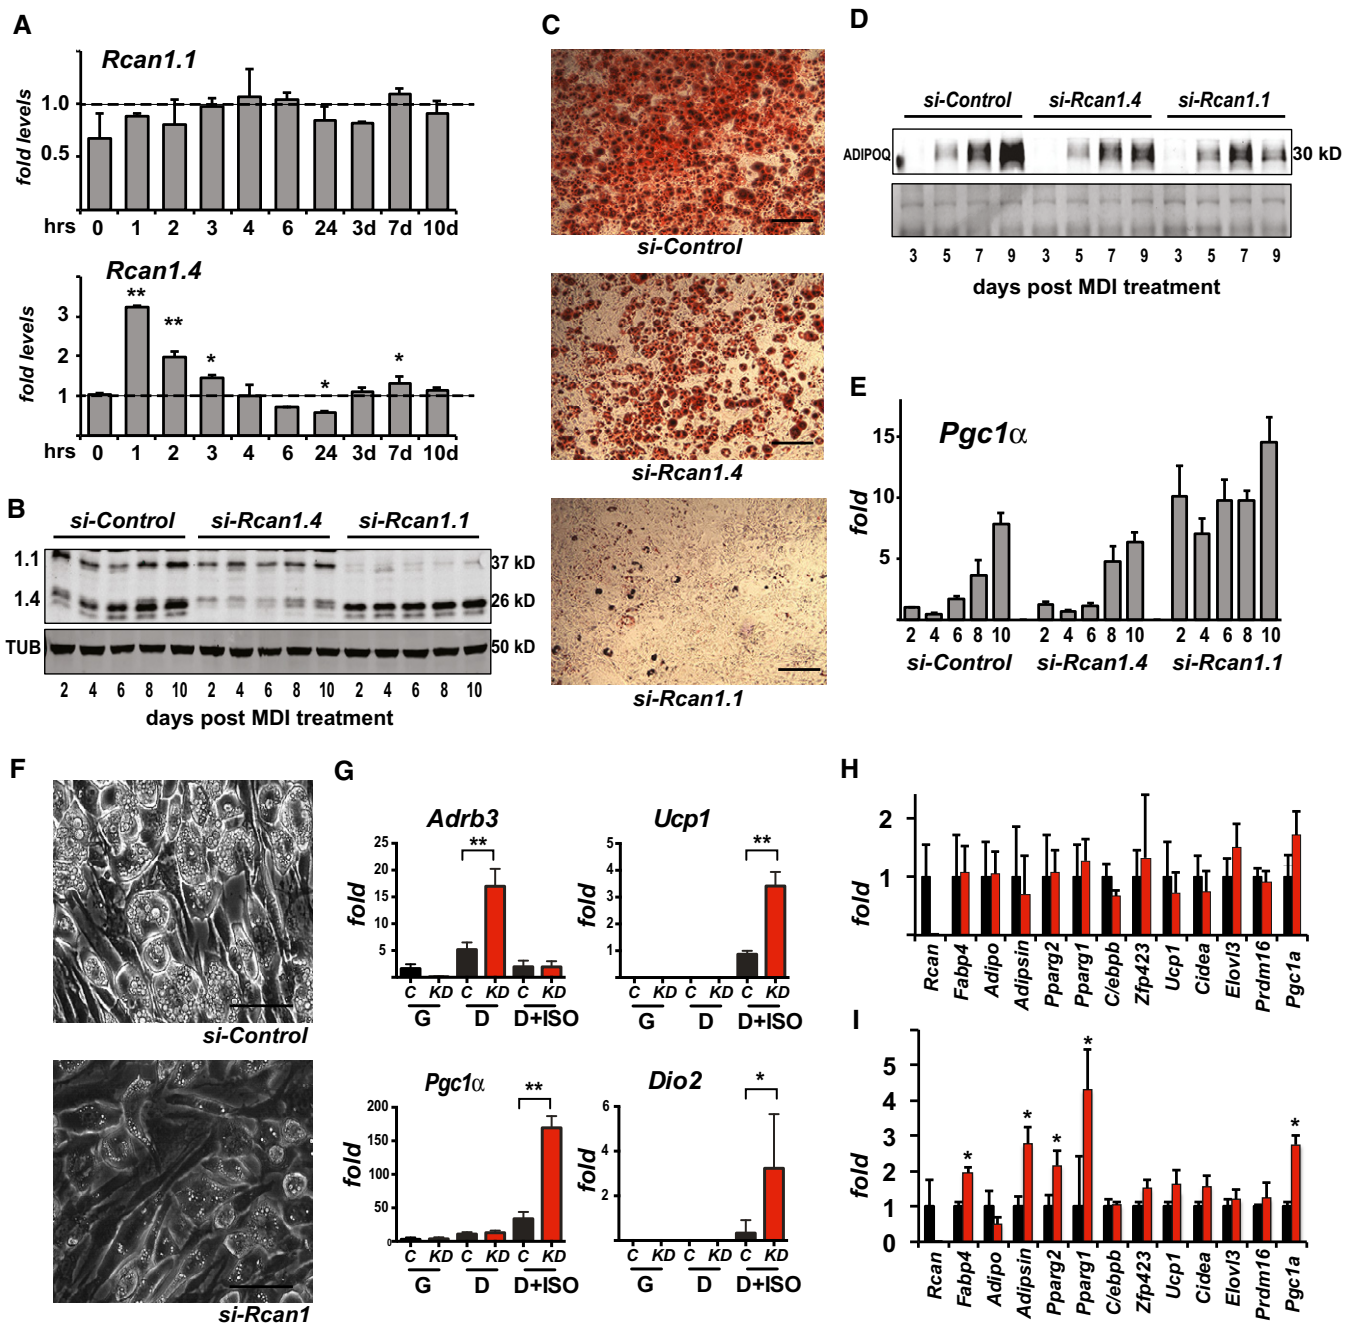 A
Rcan1.1
fold levels
1.0
0.5
hrs 0 1 2 3 4 6 24 3d 7d 10d
Rcan1.4
fold levels
3
2
1
** ** * * *
hrs 0 1 2 3 4 6 24 3d 7d 10d
B
si-Control si-Rcan1.4 si-Rcan1.1
1.1 37 kD
1.4 26 kD
TUB 50 kD
2 4 6 8 10 2 4 6 8 10 2 4 6 8 10
days post MDI treatment
C
si-Control
si-Rcan1.4
si-Rcan1.1
D
si-Control si-Rcan1.4 si-Rcan1.1
ADIPOQ 30 kD
3 5 7 9 3 5 7 9 3 5 7 9
days post MDI treatment
E
Pgc1α
fold
15
10
5
2 4 6 8 10 2 4 6 8 10 2 4 6 8 10
si-Control si-Rcan1.4 si-Rcan1.1
F
si-Control
si-Rcan1
G
Adrb3
fold
25
20
15
10
5
**
C KD C KD C KD
G D D+ISO
Ucp1
fold
5
4
3
2
1
**
C KD C KD C KD
G D D+ISO
Pgc1α
fold
200
150
100
50
0
**
C KD C KD C KD
G D D+ISO
Dio2
fold
6
4
2
*
C KD C KD C KD
G D D+ISO
H
fold
2
1
Rcan Fabp4 Adipo Adipsin Pparg2 Pparg1 C/ebpb Zfp423 Ucp1 Cidea Elovl3 Prdm16 Pgc1a
I
fold
5
4
3
2
1
0
* * * * *
Rcan Fabp4 Adipo Adipsin Pparg2 Pparg1 C/ebpb Zfp423 Ucp1 Cidea Elovl3 Prdm16 Pgc1a